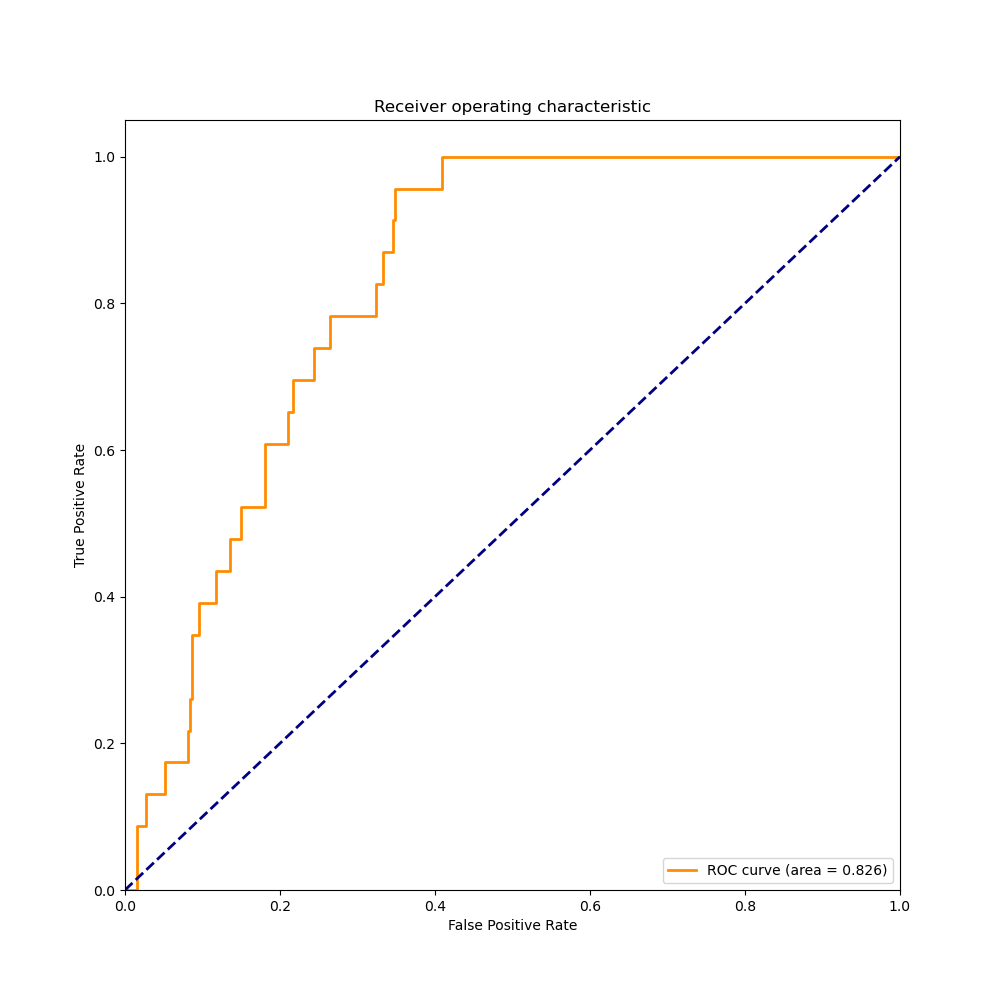 Receiver operating characteristic
1.0
0.8
0.6
0.4
0.2
0.0
True Positive Rate
ROC curve (area = 0.826)
0.0 0.2 0.4 0.6 0.8 1.0
False Positive Rate